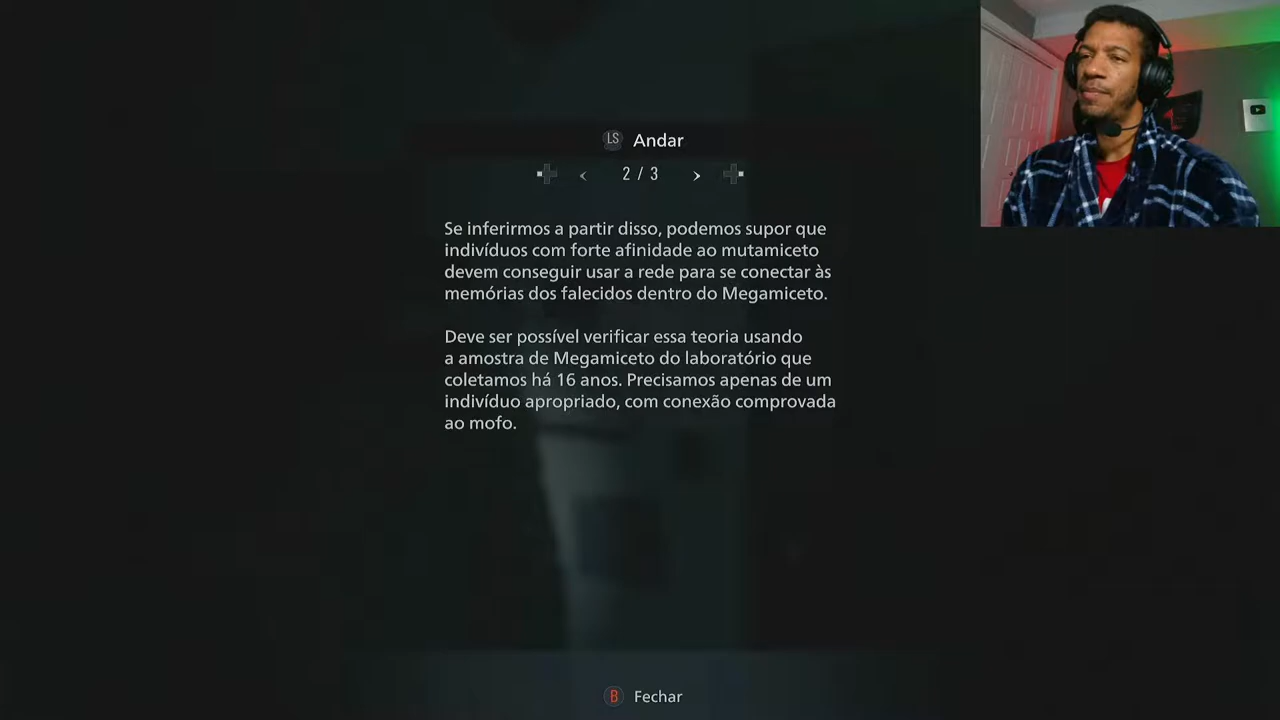 LS Andar
2 / 3
Se inferirmos a partir disso, podemos supor que
indivíduos com forte afinidade ao mutamiceto
devem conseguir usar a rede para se conectar às
memórias dos falecidos dentro do Megamiceto.
Deve ser possível verificar essa teoria usando
a amostra de Megamiceto do laboratório que
coletamos há 16 anos. Precisamos apenas de um
indivíduo apropriado, com conexão comprovada
ao mofo.
B Fechar